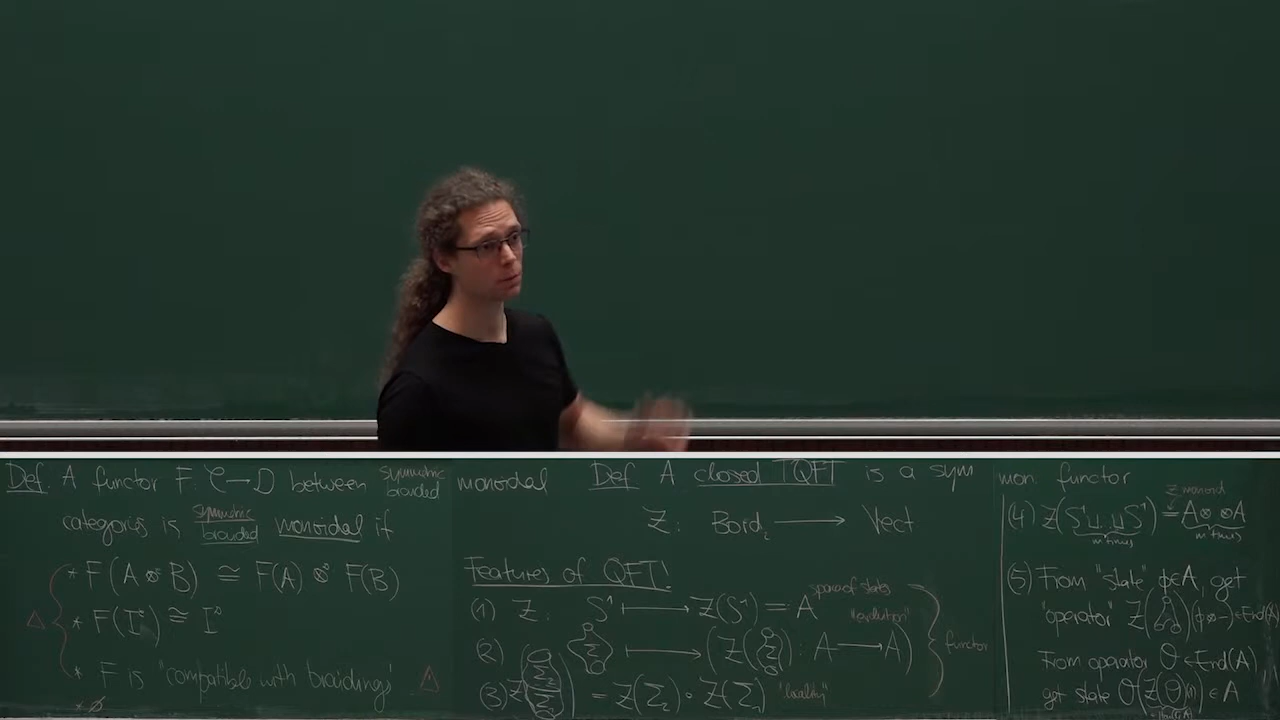 Def. A functor F: C → D between symmetric braided monoidal
categories is symmetric braided monoidal if
* F(A ⊗ B) ≅ F(A) ⊗ F(B)
* F(I) ≅ I
* F is "compatible with braidings"
Def A closed TQFT is a sym mon. functor
Z: Bord₂ → Vect
Features of QFT!
(1) Z: S¹ ↦ Z(S¹) = A space of states
(2) ↦ (Z( ) : A → A) "evolution"
(3) Z( ) = Z(Σ₂) ∘ Z(Σ₁) "locality"
functor
(4) Z(S¹ ⊔..⊔ S¹) = A ⊗..⊗ A
m times m times
Z monoid
(5) From "state" ϕ ∈ A, get
"operator" Z( )(ϕ ⊗ −) ∈ End(A)
From operator O ∈ End(A),
get state ∈ A